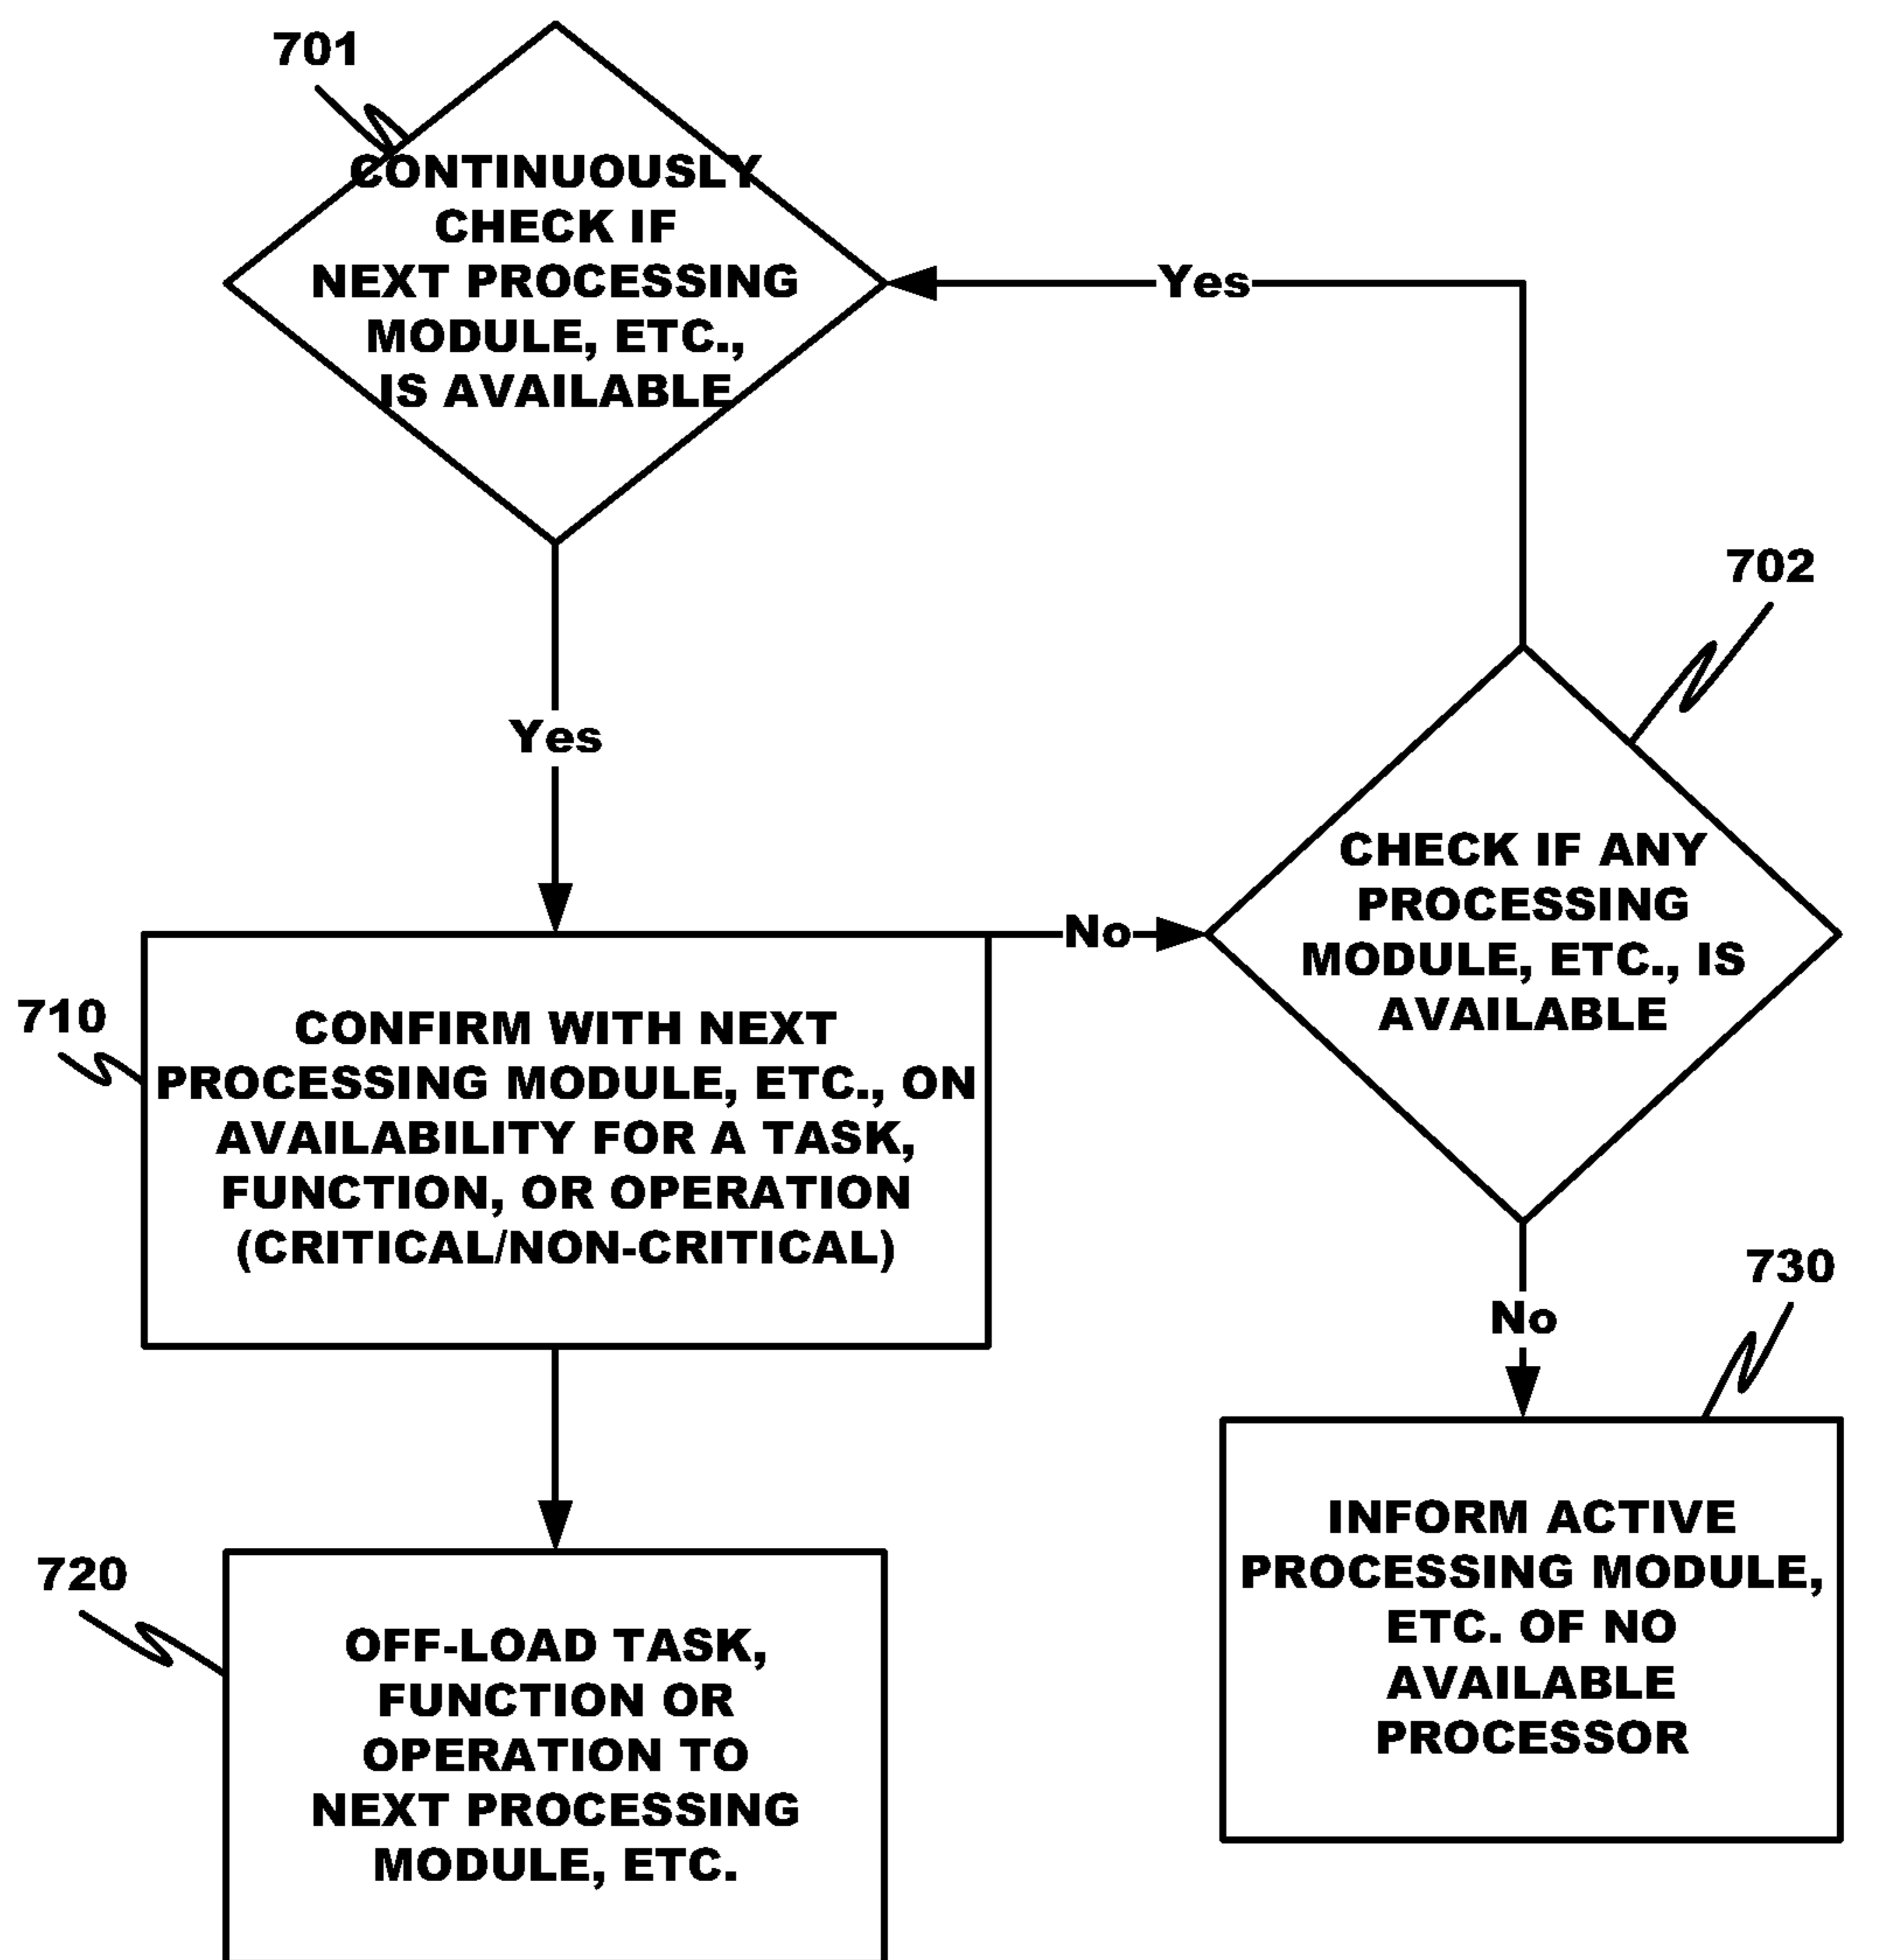 701
CONTINUOUSLY
CHECK IF
NEXT PROCESSING
MODULE, ETC.,
IS AVAILABLE
Yes
702
Yes
CHECK IF ANY
PROCESSING
MODULE, ETC., IS
AVAILABLE
No
710
CONFIRM WITH NEXT
PROCESSING MODULE, ETC., ON
AVAILABILITY FOR A TASK,
FUNCTION, OR OPERATION
(CRITICAL/NON-CRITICAL)
730
No
INFORM ACTIVE
PROCESSING MODULE,
ETC. OF NO
AVAILABLE
PROCESSOR
720
OFF-LOAD TASK,
FUNCTION OR
OPERATION TO
NEXT PROCESSING
MODULE, ETC.